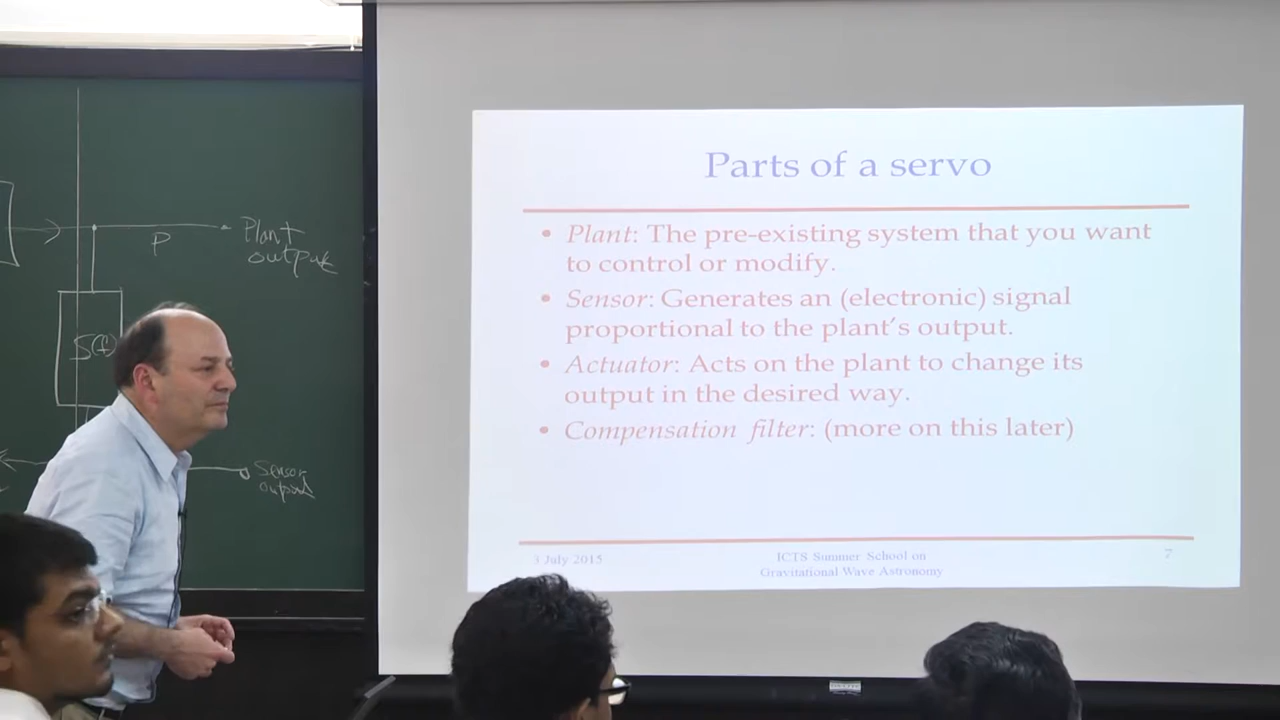 Parts of a servo
• Plant: The pre-existing system that you want
to control or modify.
• Sensor: Generates an (electronic) signal
proportional to the plant's output.
• Actuator: Acts on the plant to change its
output in the desired way.
• Compensation filter: (more on this later)
3 July 2015
ICTS Summer School on
Gravitational Wave Astronomy
7
Plant
output
P
S(f)
Sensor
output